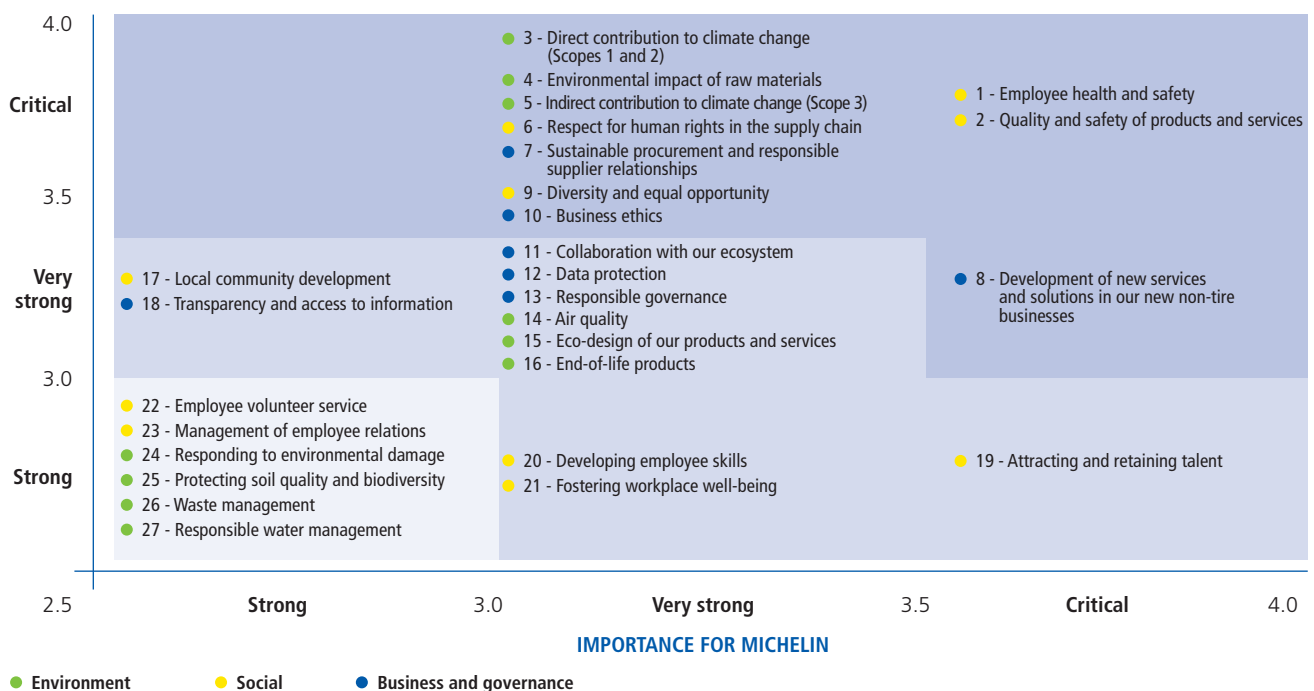 4.0
Critical
3.5
Very
strong
3.0
Strong
3 - Direct contribution to climate change
(Scopes 1 and 2)
4 - Environmental impact of raw materials
5 - Indirect contribution to climate change (Scope 3)
6 - Respect for human rights in the supply chain
7 - Sustainable procurement and responsible
supplier relationships
9 - Diversity and equal opportunity
10 - Business ethics
1 - Employee health and safety
2 - Quality and safety of products and services
17 - Local community development
18 - Transparency and access to information
11 - Collaboration with our ecosystem
12 - Data protection
13 - Responsible governance
14 - Air quality
15 - Eco-design of our products and services
16 - End-of-life products
8 - Development of new services
and solutions in our new non-tire
businesses
22 - Employee volunteer service
23 - Management of employee relations
24 - Responding to environmental damage
25 - Protecting soil quality and biodiversity
26 - Waste management
27 - Responsible water management
20 - Developing employee skills
21 - Fostering workplace well-being
19 - Attracting and retaining talent
2.5 Strong 3.0 Very strong 3.5 Critical 4.0
IMPORTANCE FOR MICHELIN
Environment Social Business and governance